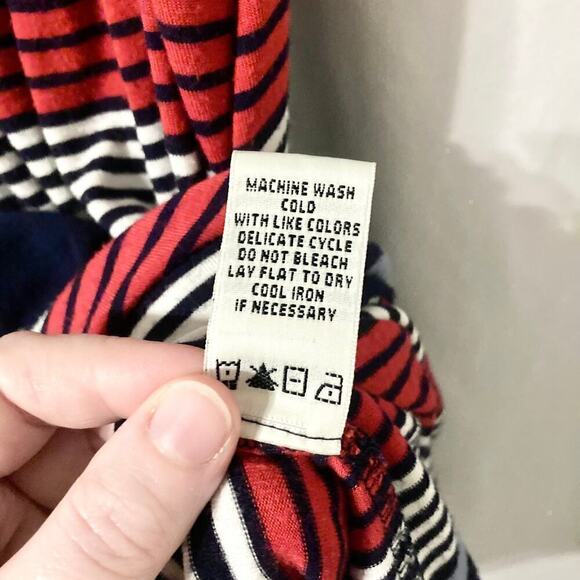 MACHINE WASH
COLD
WITH LIKE COLORS
DELICATE CYCLE
DO NOT BLEACH
LAY FLAT TO DRY
COOL IRON
IF NECESSARY